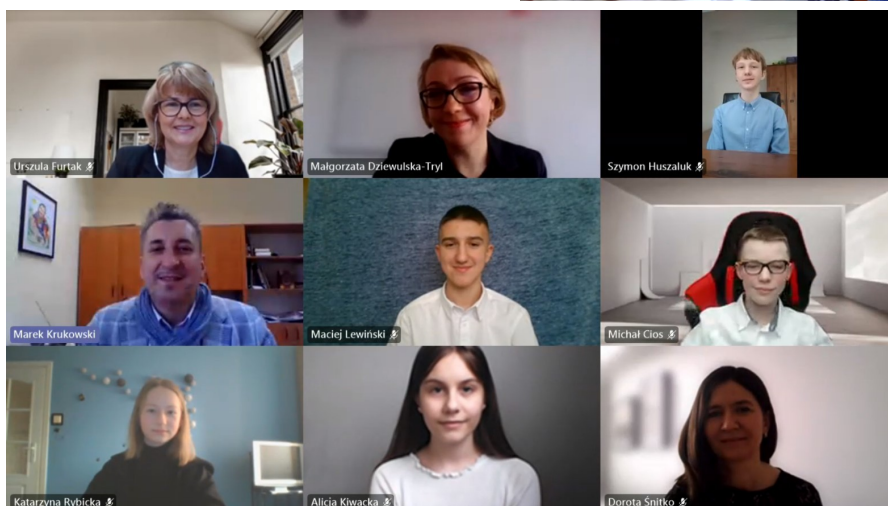 Urszula Furtak
Małgorzata Dziewulska-Tryl
Szymon Huszaluk
Marek Krukowski
Maciej Lewiński
Michał Cios
Katarzyna Rybicka
Alicja Kiwacka
Dorota Śnitko